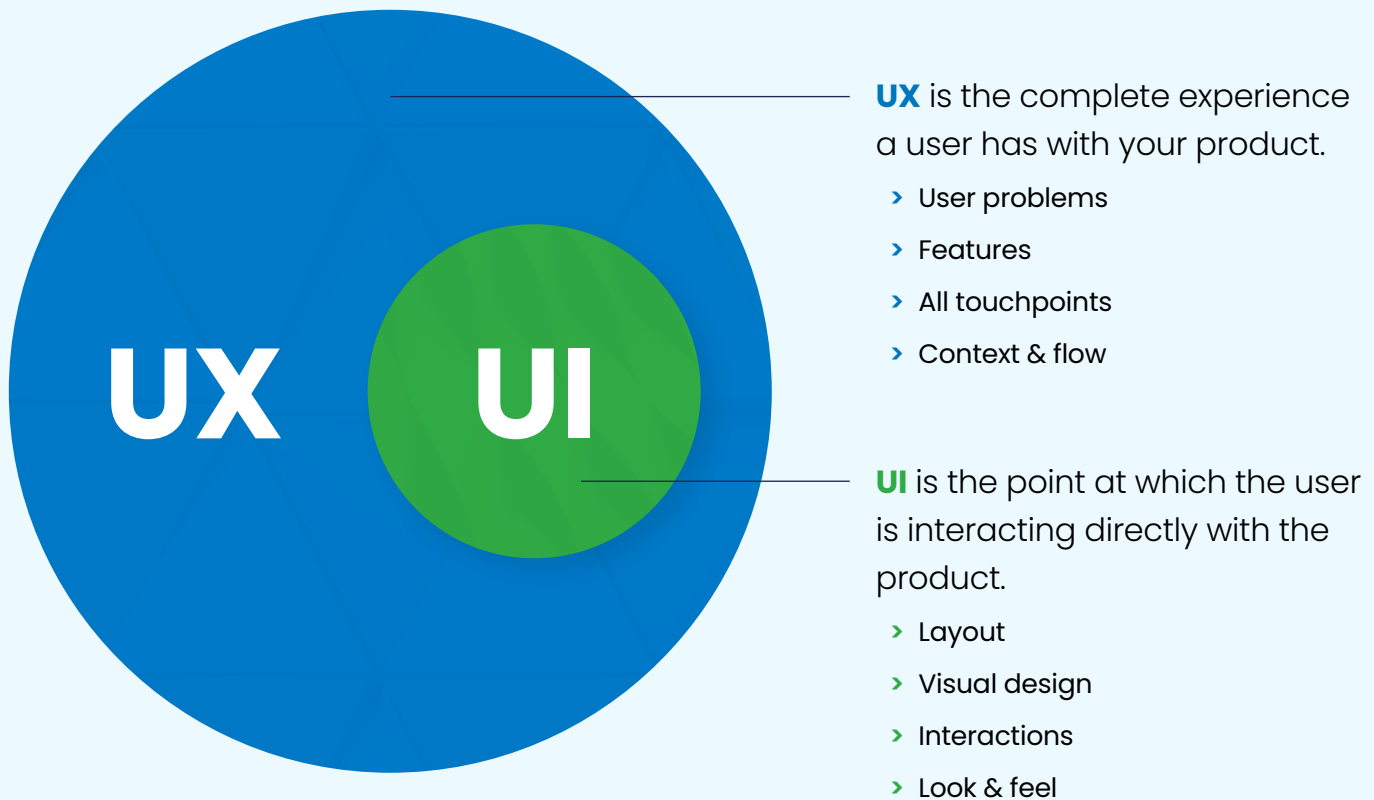 UX
UI
UX is the complete experience
a user has with your product.
› User problems
› Features
› All touchpoints
› Context & flow
UI is the point at which the user
is interacting directly with the
product.
› Layout
› Visual design
› Interactions
› Look & feel